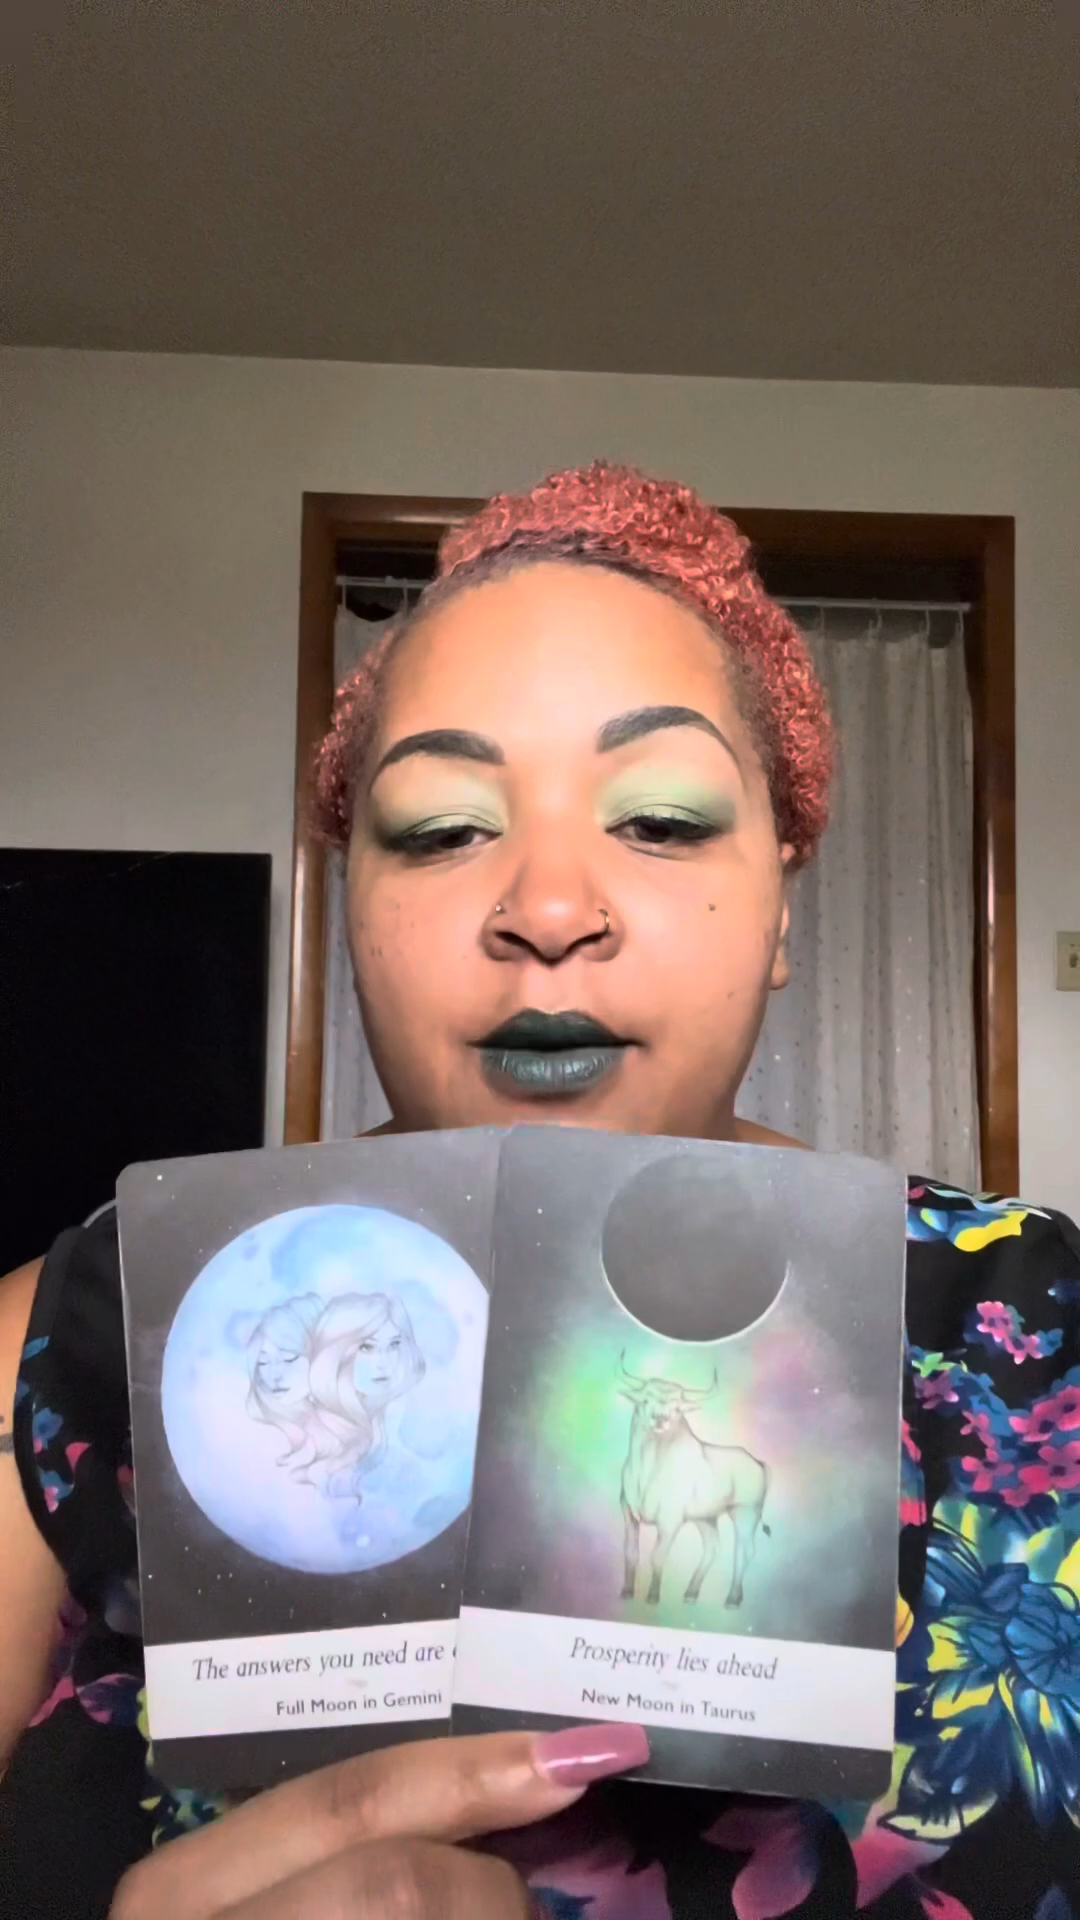 The answers you need are
Full Moon in Gemini
Prosperity lies ahead
New Moon in Taurus